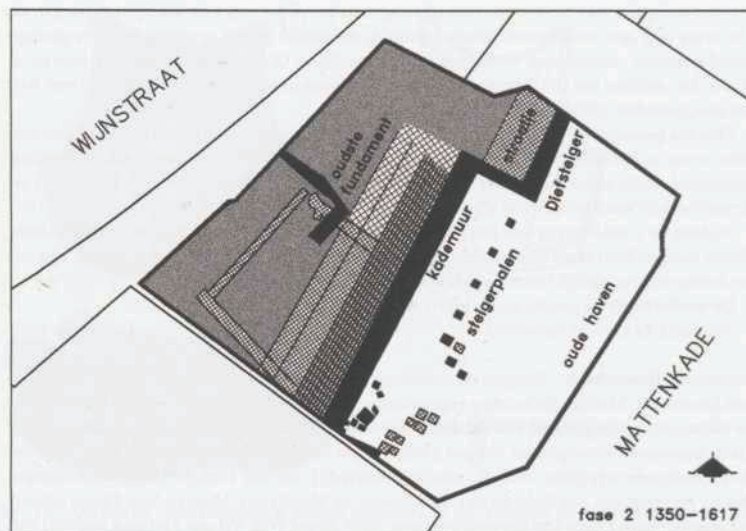 WIJNSTRAAT
oudste
fundament
straatje
Diefsteiger
kademuur
steigerpalen
oude haven
MATTENKADE
fase 2 1350-1617